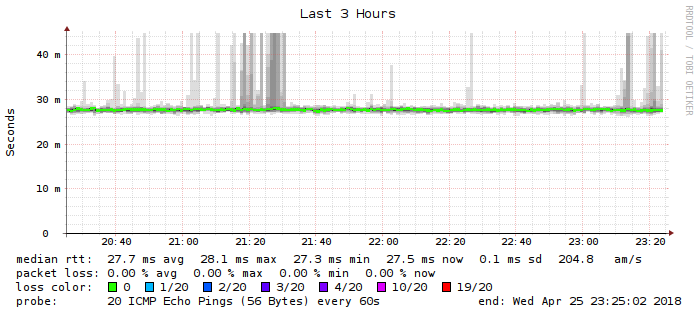 Last 3 Hours
RRDTOOL / TOBI OETIKER
Seconds
40 m
30 m
20 m
10 m
0
20:40 21:00 21:20 21:40 22:00 22:20 22:40 23:00 23:20
median rtt: 27.7 ms avg 28.1 ms max 27.3 ms min 27.5 ms now 0.1 ms sd 204.8 am/s
packet loss: 0.00 % avg 0.00 % max 0.00 % min 0.00 % now
loss color: 0 1/20 2/20 3/20 4/20 10/20 19/20
probe: 20 ICMP Echo Pings (56 Bytes) every 60s end: Wed Apr 25 23:25:02 2018